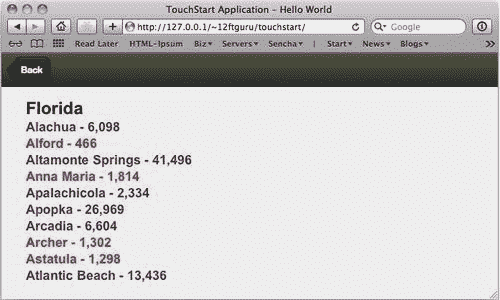 TouchStart Application - Hello World
http://127.0.0.1/~12ftguru/touchstart/
Google
Read Later HTML-Ipsum Biz Servers Sencha | Start News Blogs
Back
Florida
Alachua - 6,098
Alford - 466
Altamonte Springs - 41,496
Anna Maria - 1,814
Apalachicola - 2,334
Apopka - 26,969
Arcadia - 6,604
Archer - 1,302
Astatula - 1,298
Atlantic Beach - 13,436